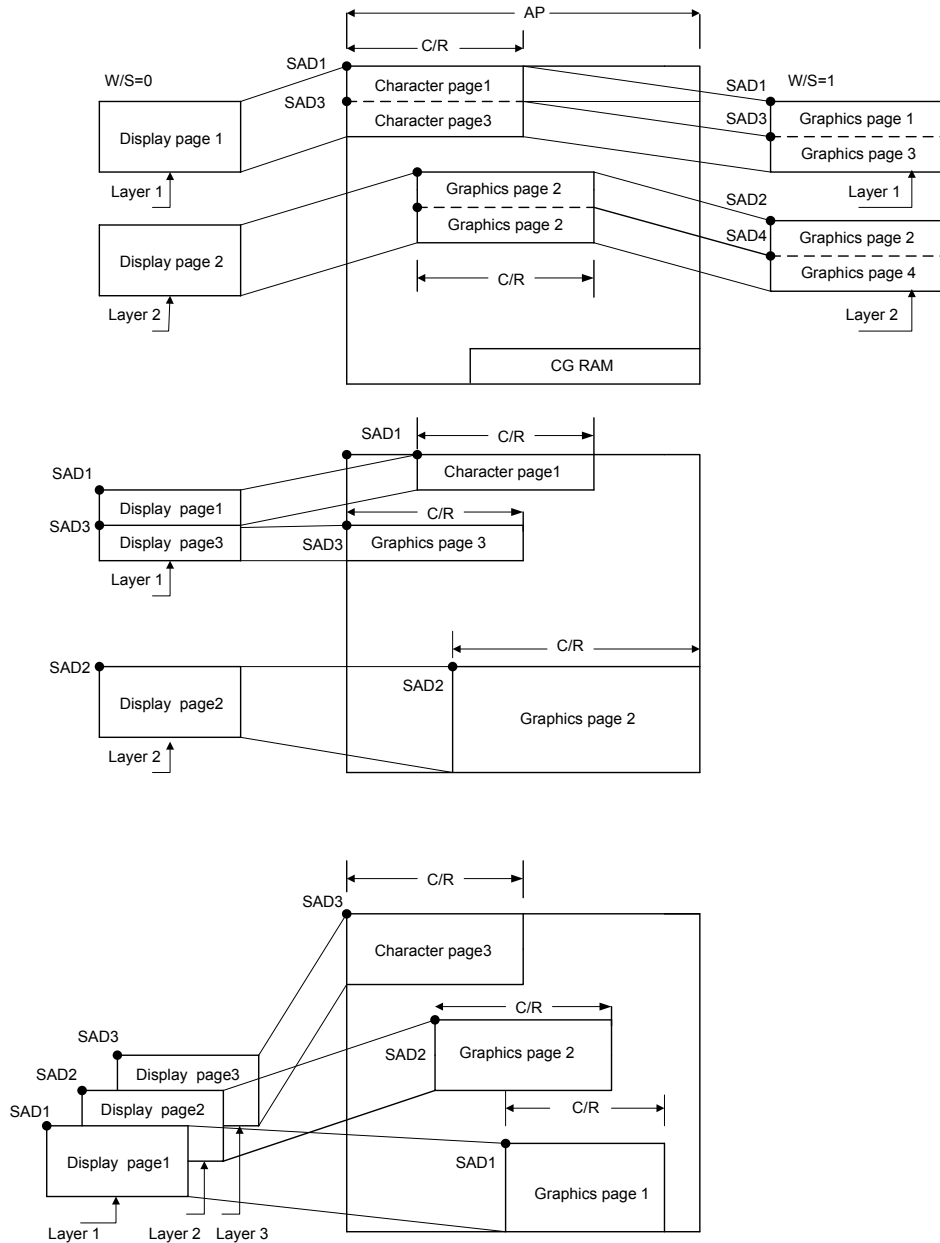 AP
C/R
SAD1
W/S=0
Character page1
SAD1
W/S=1
SAD3
Display page 1
Character page3
SAD3
Graphics page 1
Graphics page 3
Layer 1
Layer 1
Graphics page 2
SAD2
Graphics page 2
SAD4
Graphics page 2
Display page 2
Graphics page 4
C/R
Layer 2
Layer 2
CG RAM
SAD1
C/R
SAD1
Character page1
Display page1
C/R
SAD3
Display page3
SAD3
Graphics page 3
Layer 1
C/R
SAD2
SAD2
Display page2
Graphics page 2
Layer 2
C/R
SAD3
Character page3
C/R
SAD3
SAD2
Graphics page 2
Display page3
SAD2
Display page2
SAD1
C/R
Display page1
SAD1
Graphics page 1
Layer 1
Layer 2
Layer 3